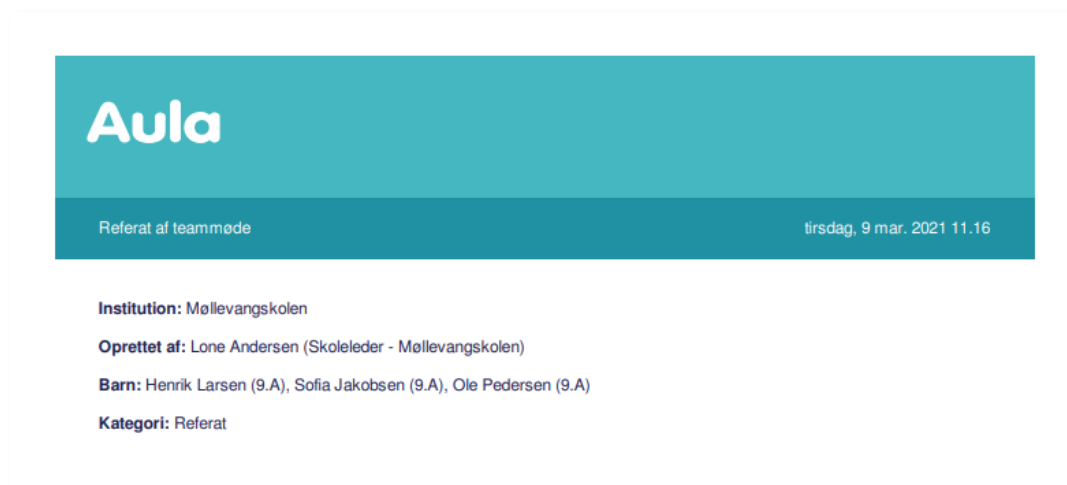 Aula
Referat af teammøde tirsdag, 9 mar. 2021 11.16
Institution: Møllevangskolen
Oprettet af: Lone Andersen (Skoleleder - Møllevangskolen)
Barn: Henrik Larsen (9.A), Sofia Jakobsen (9.A), Ole Pedersen (9.A)
Kategori: Referat